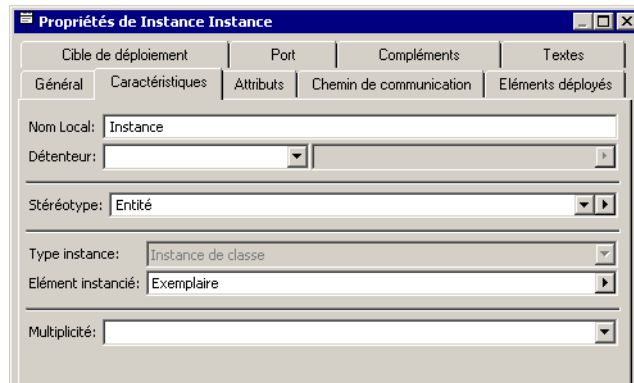 Propriétés de Instance Instance
Cible de déploiement Port Compléments Textes
Général Caractéristiques Attributs Chemin de communication Eléments déployés
Nom Local: Instance
Détenteur:
Stéréotype: Entité
Type instance: Instance de classe
Elément instancié: Exemplaire
Multiplicité: